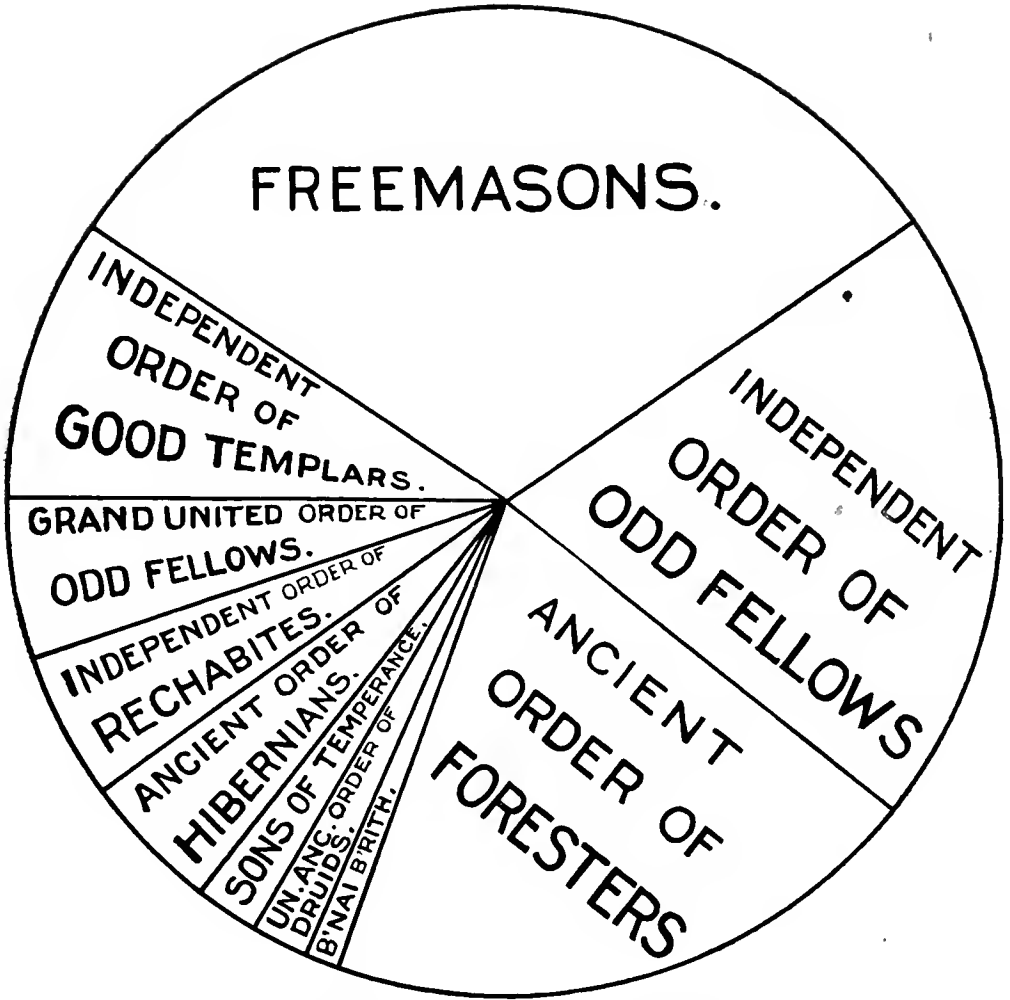 FREEMASONS.
INDEPENDENT
ORDER OF
ODD FELLOWS
ANCIENT
ORDER OF
FORESTERS
B'NAI B'RITH.
UN. ANC. ORDER OF
DRUIDS.
SONS OF TEMPERANCE.
ANCIENT ORDER OF
HIBERNIANS.
INDEPENDENT ORDER OF
RECHABITES.
GRAND UNITED ORDER OF
ODD FELLOWS.
INDEPENDENT
ORDER OF
GOOD TEMPLARS.